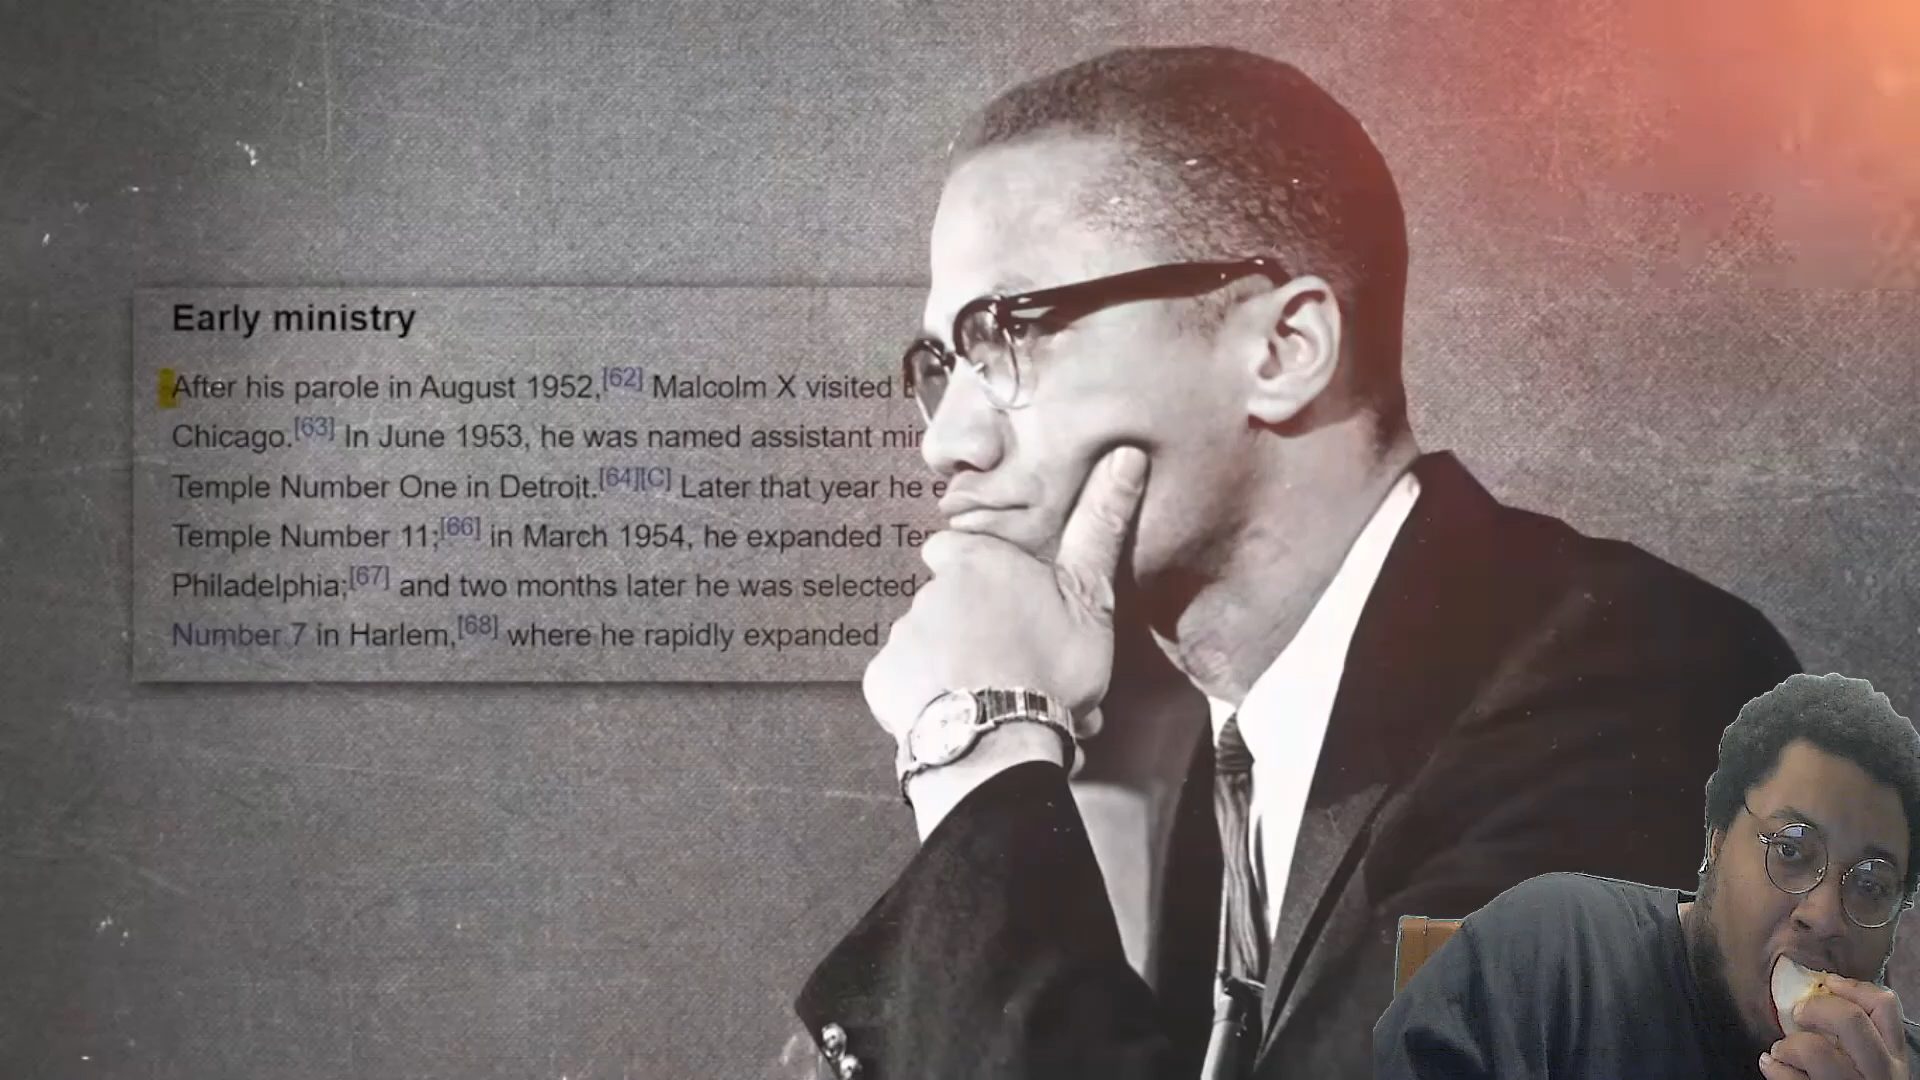 Early ministry
After his parole in August 1952,[62] Malcolm X visited
Chicago.[63] In June 1953, he was named assistant
Temple Number One in Detroit.[64][C] Later that year he
Temple Number 11;[66] in March 1954, he expanded
Philadelphia;[67] and two months later he was selected
Number 7 in Harlem,[68] where he rapidly expanded